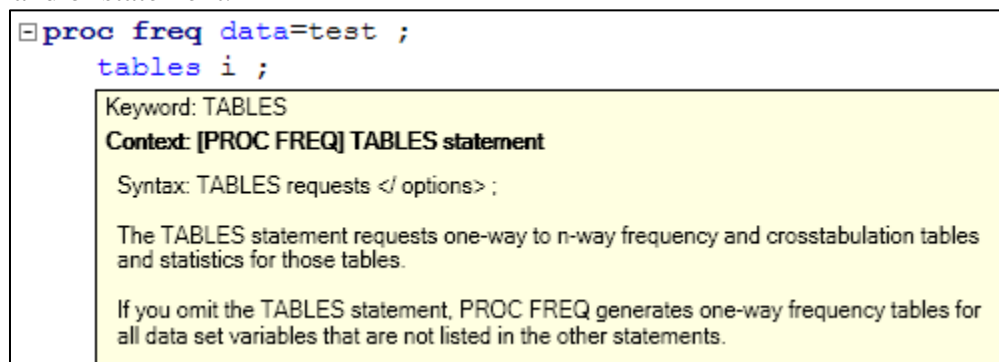 proc freq data=test ;
tables i ;
Keyword: TABLES
Context: [PROC FREQ] TABLES statement
Syntax: TABLES requests </ options> ;
The TABLES statement requests one-way to n-way frequency and crosstabulation tables
and statistics for those tables.
If you omit the TABLES statement, PROC FREQ generates one-way frequency tables for
all data set variables that are not listed in the other statements.